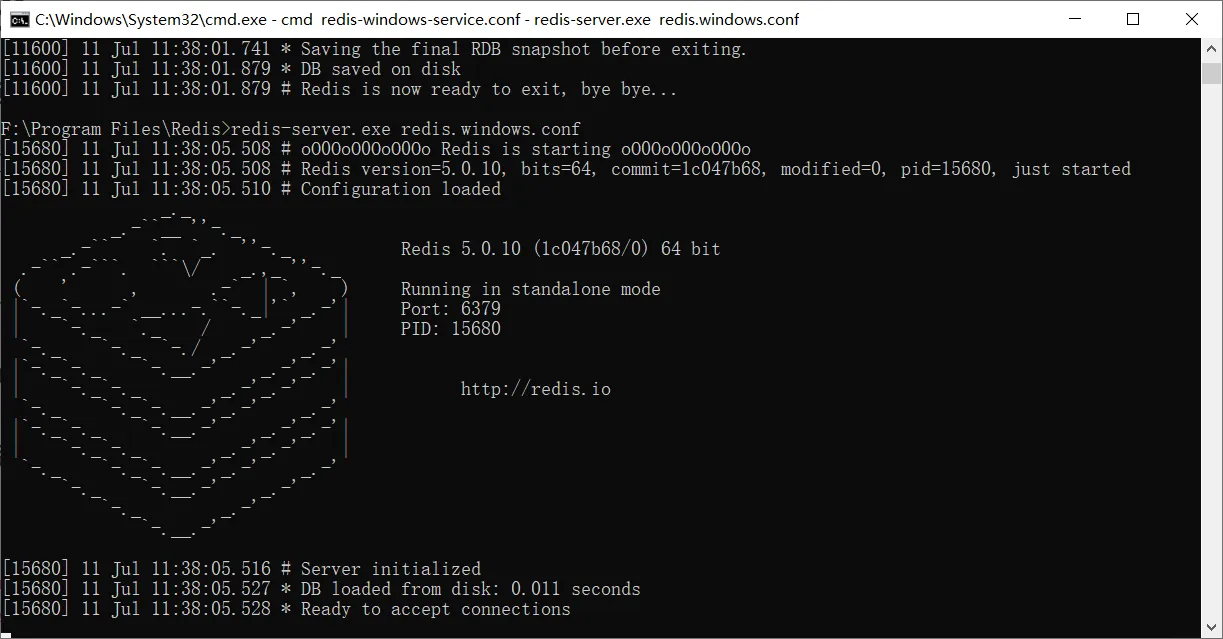 C:\Windows\System32\cmd.exe - cmd  redis-windows-service.conf - redis-server.exe  redis.windows.conf
[11600] 11 Jul 11:38:01.741 * Saving the final RDB snapshot before exiting.
[11600] 11 Jul 11:38:01.879 * DB saved on disk
[11600] 11 Jul 11:38:01.879 # Redis is now ready to exit, bye bye...
F:\Program Files\Redis>redis-server.exe redis.windows.conf
[15680] 11 Jul 11:38:05.508 # oO0OoO0OoO0Oo Redis is starting oO0OoO0OoO0Oo
[15680] 11 Jul 11:38:05.508 # Redis version=5.0.10, bits=64, commit=1c047b68, modified=0, pid=15680, just started
[15680] 11 Jul 11:38:05.510 # Configuration loaded
Redis 5.0.10 (1c047b68/0) 64 bit
Running in standalone mode
Port: 6379
PID: 15680
http://redis.io
[15680] 11 Jul 11:38:05.516 # Server initialized
[15680] 11 Jul 11:38:05.527 * DB loaded from disk: 0.011 seconds
[15680] 11 Jul 11:38:05.528 * Ready to accept connections